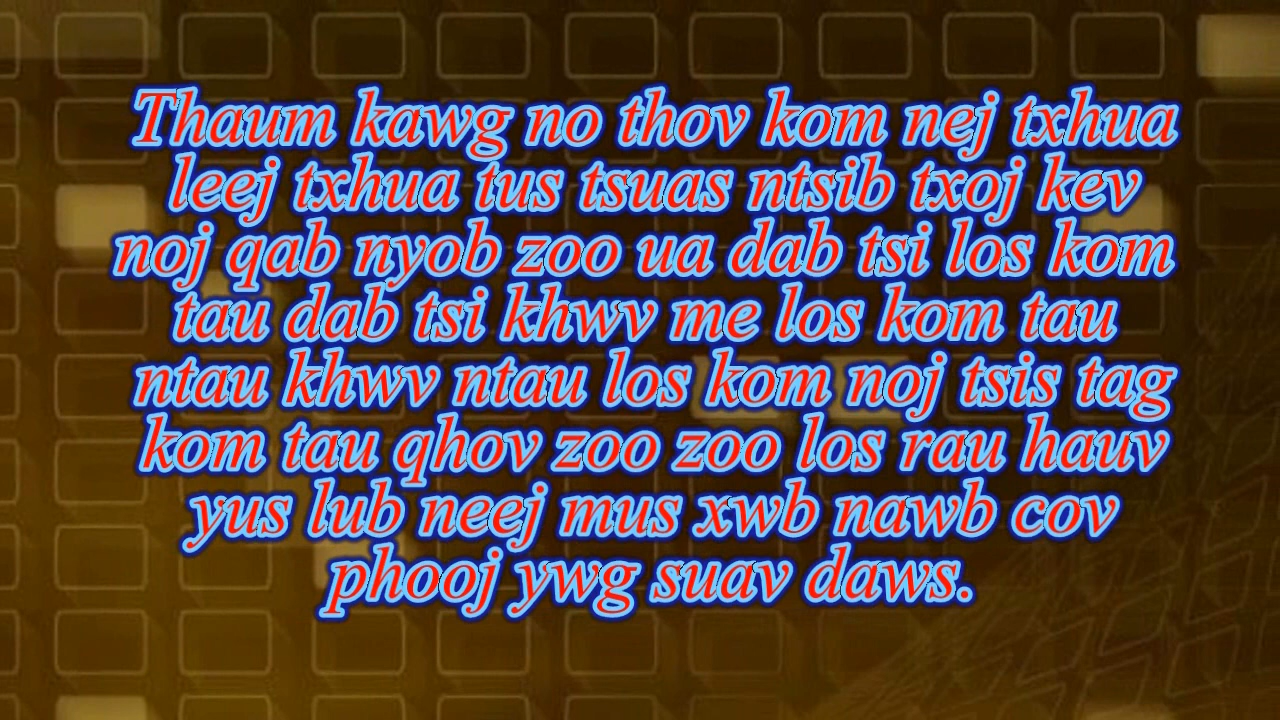 Thaum kawg no thov kom nej txhua
leej txhua tus tsuas ntsib txoj kev
noj qab nyob zoo ua dab tsi los kom
tau dab tsi khwv me los kom tau
ntau khwv ntau los kom noj tsis tag
kom tau qhov zoo zoo los rau hauv
yus lub neej mus xwb nawb cov
phooj ywg suav daws.